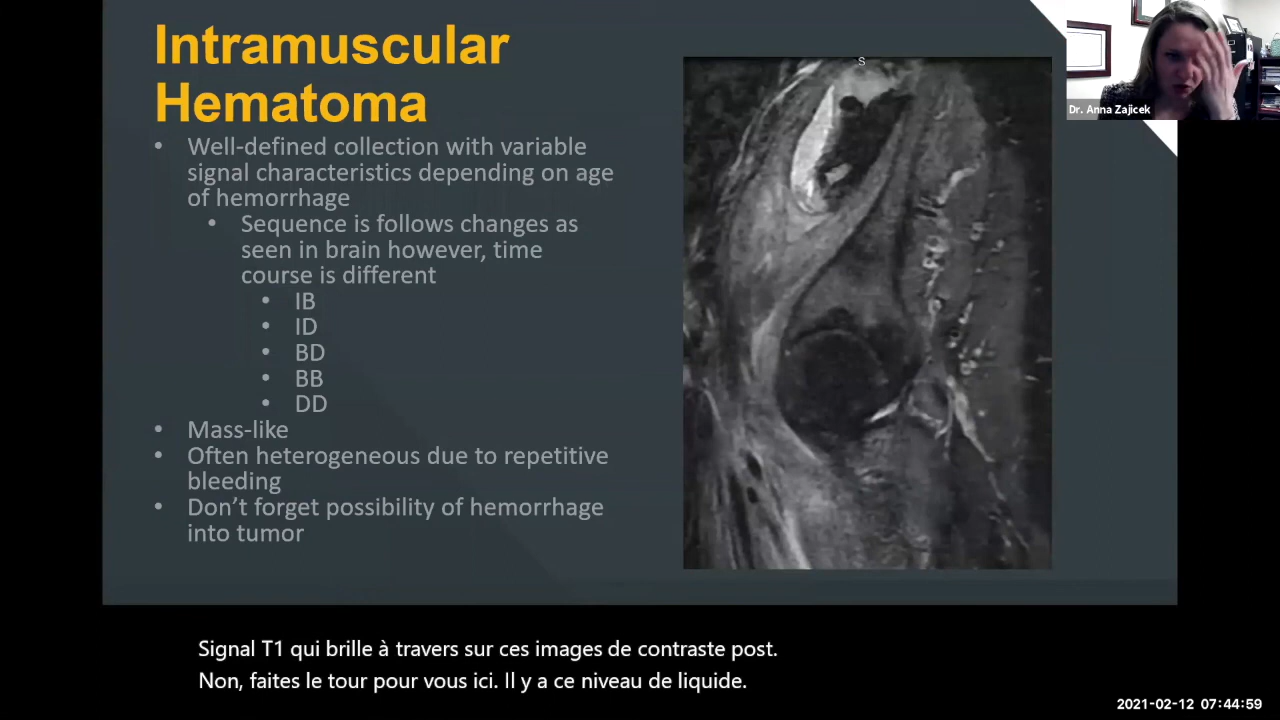 Intramuscular
Hematoma
• Well-defined collection with variable
signal characteristics depending on age
of hemorrhage
• Sequence is follows changes as
seen in brain however, time
course is different
• IB
• ID
• BD
• BB
• DD
• Mass-like
• Often heterogeneous due to repetitive
bleeding
• Don’t forget possibility of hemorrhage
into tumor
S
Dr. Anna Zajicek
Signal T1 qui brille à travers sur ces images de contraste post.
Non, faites le tour pour vous ici. Il y a ce niveau de liquide.
2021-02-12 07:44:59